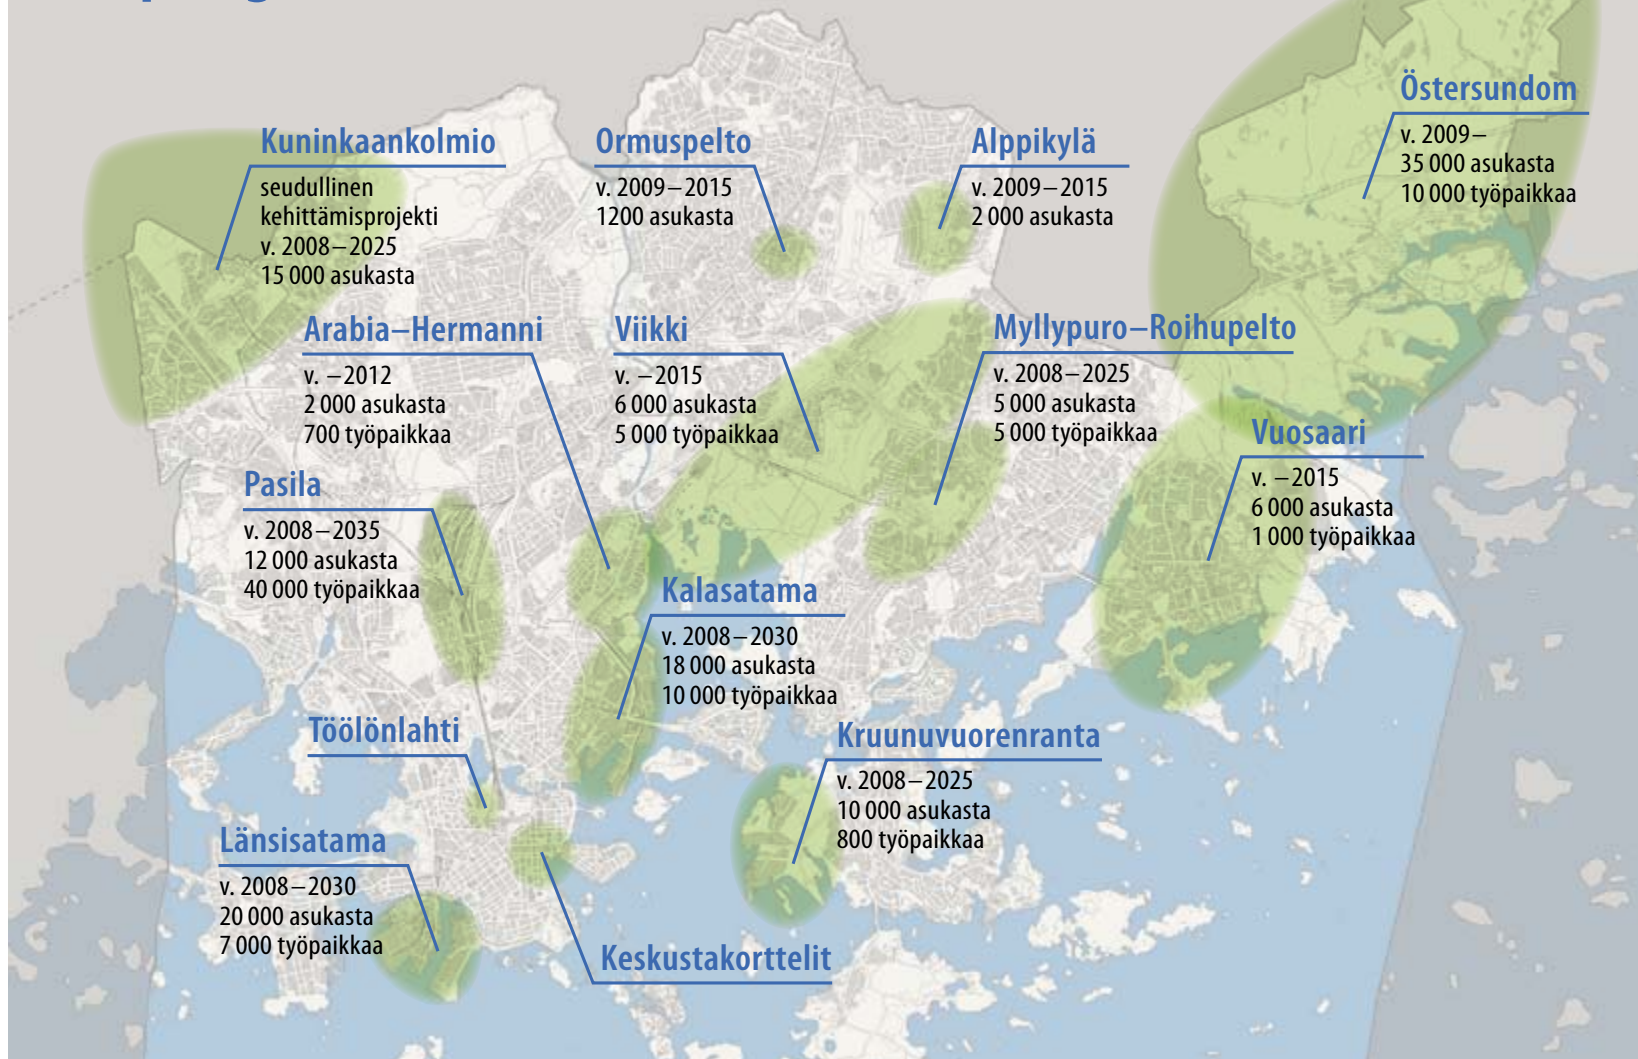 Östersundom
v. 2009–
35 000 asukasta
10 000 työpaikkaa
Kuninkaankolmio
seudullinen
kehittämisprojekti
v. 2008–2025
15 000 asukasta
Ormuspelto
v. 2009–2015
1200 asukasta
Alppikylä
v. 2009–2015
2 000 asukasta
Arabia–Hermanni
v. –2012
2 000 asukasta
700 työpaikkaa
Viikki
v. –2015
6 000 asukasta
5 000 työpaikkaa
Myllypuro–Roihupelto
v. 2008–2025
5 000 asukasta
5 000 työpaikkaa
Vuosaari
v. –2015
6 000 asukasta
1 000 työpaikkaa
Pasila
v. 2008–2035
12 000 asukasta
40 000 työpaikkaa
Kalasatama
v. 2008–2030
18 000 asukasta
10 000 työpaikkaa
Töölönlahti
Kruunuvuorenranta
v. 2008–2025
10 000 asukasta
800 työpaikkaa
Länsisatama
v. 2008–2030
20 000 asukasta
7 000 työpaikkaa
Keskustakorttelit